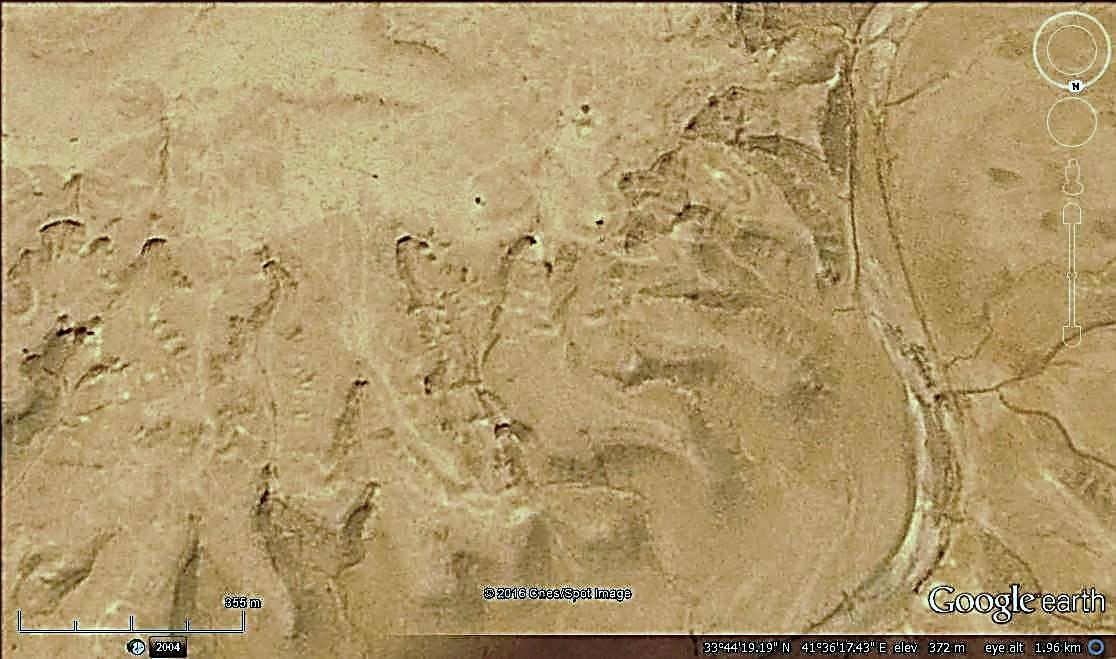 N
© 2016 Cnes/Spot Image
Google earth
355 m
2004
33°44'19.19" N 41°36'17.43" E elev 372 m eye alt 1.96 km